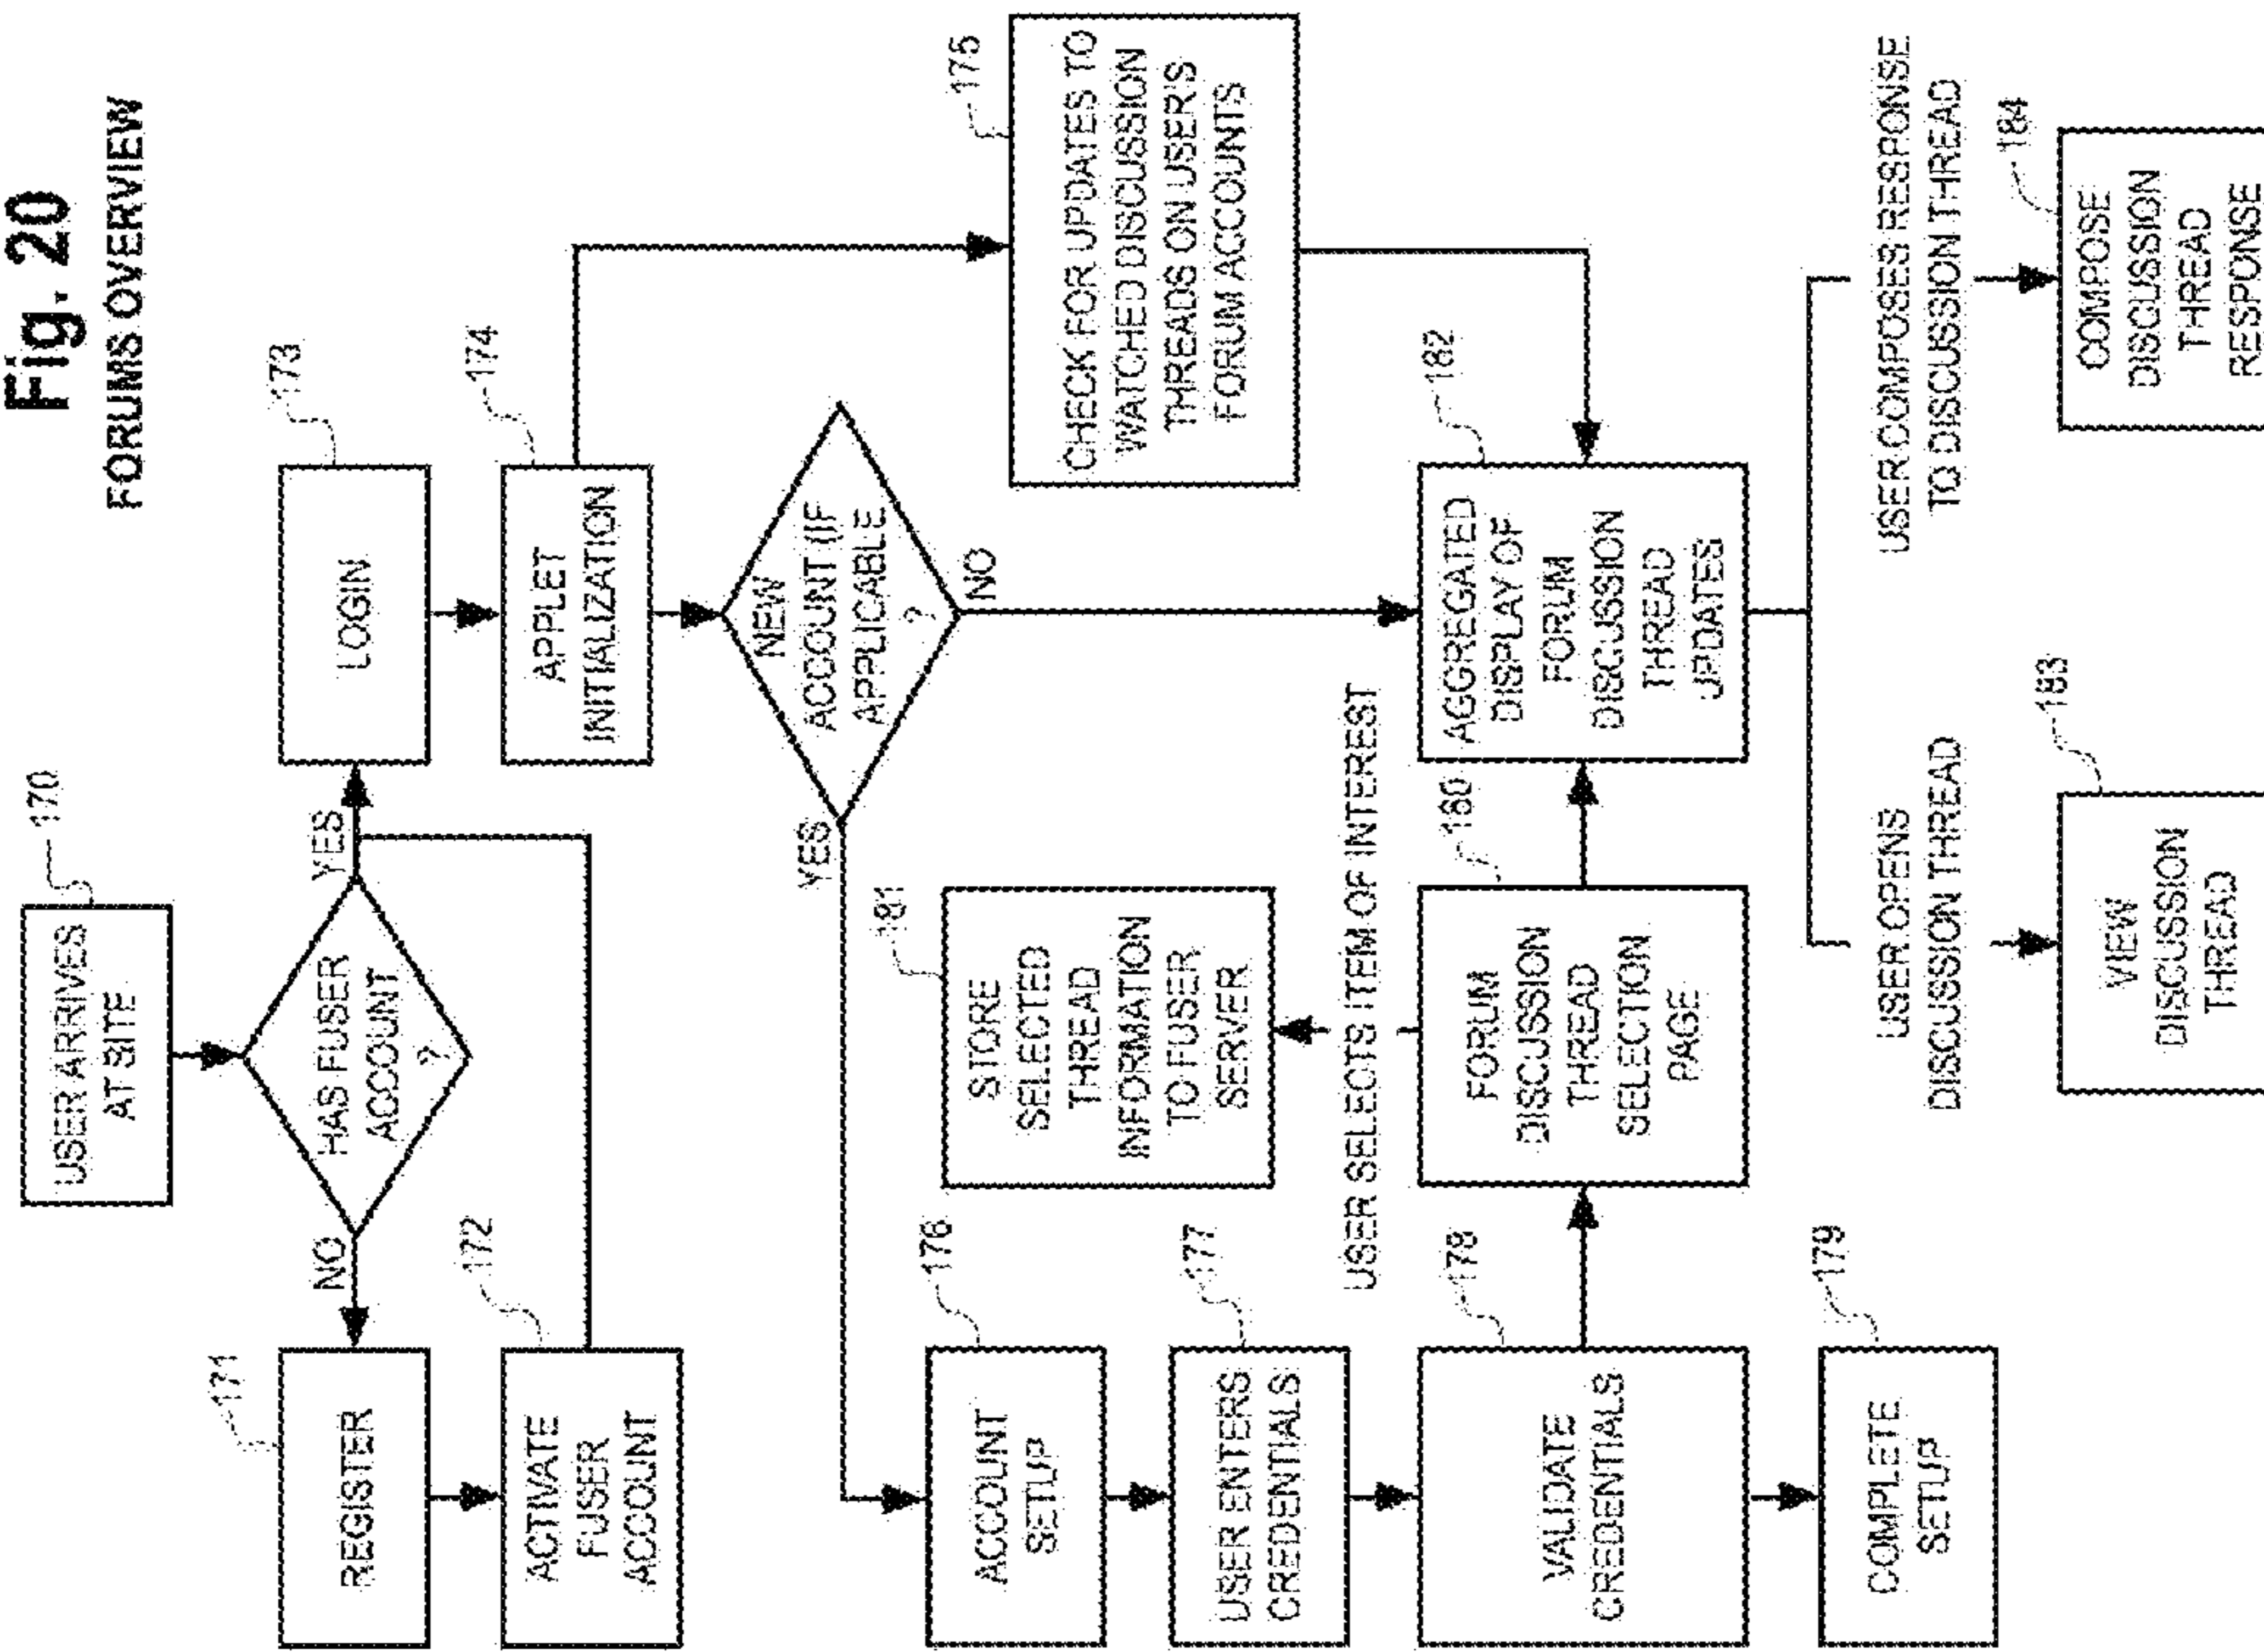 Fig. 20
FORUMS OVERVIEW
USER ARRIVES
AT SITE
170
HAS FUSER
ACCOUNT
?
NO
YES
REGISTER
171
ACTIVATE
FUSER
ACCOUNT
172
LOGIN
173
APPLET
INITIALIZATION
174
NEW
ACCOUNT (IF
APPLICABLE
?
YES
NO
CHECK FOR UPDATES TO
WATCHED DISCUSSION
THREADS ON USER'S
FORUM ACCOUNTS
175
ACCOUNT
SETUP
176
USER ENTERS
CREDENTIALS
177
VALIDATE
CREDENTIALS
178
COMPLETE
SETUP
179
STORE
SELECTED
THREAD
INFORMATION
TO FUSER
SERVER
181
USER SELECTS ITEM OF INTEREST
FORUM
DISCUSSION
THREAD
SELECTION
PAGE
180
AGGREGATED
DISPLAY OF
FORUM
DISCUSSION
THREAD
UPDATES
182
USER OPENS
DISCUSSION THREAD
VIEW
DISCUSSION
THREAD
183
USER COMPOSES RESPONSE
TO DISCUSSION THREAD
COMPOSE
DISCUSSION
THREAD
RESPONSE
184